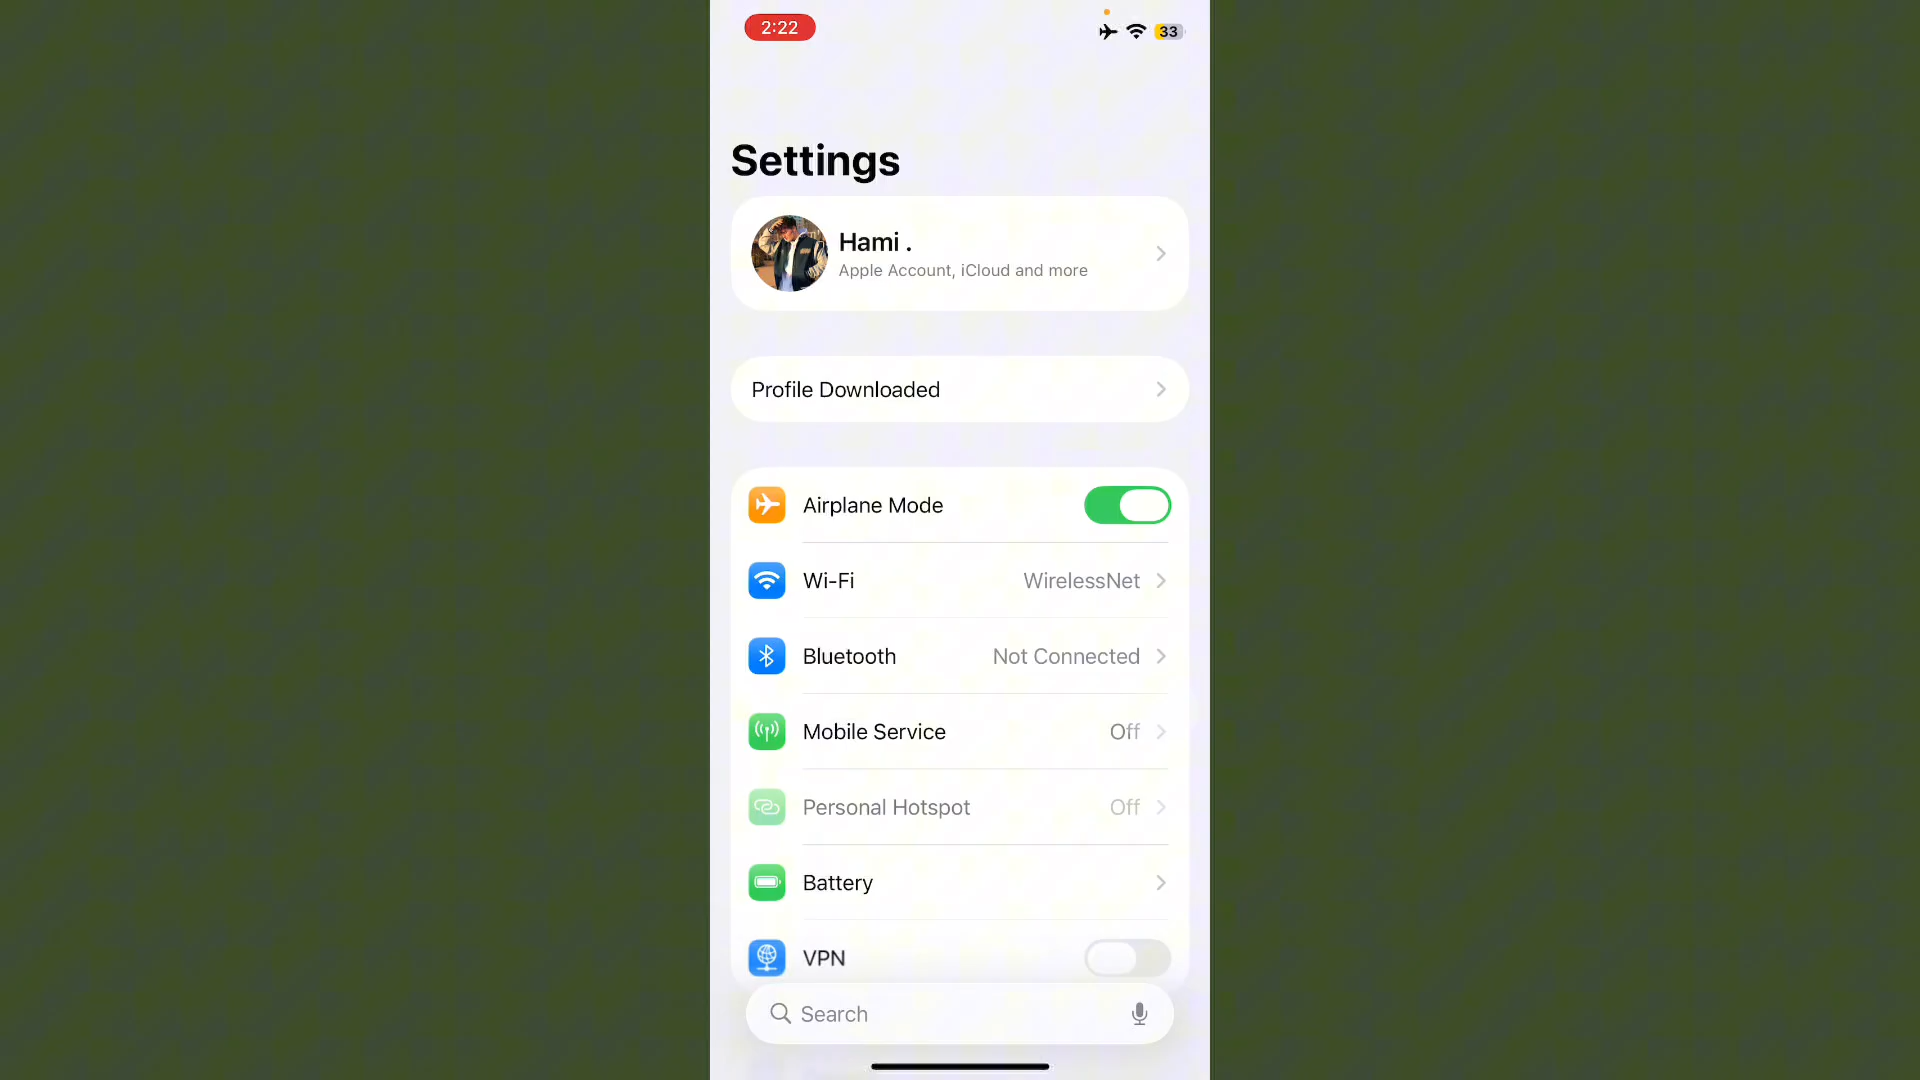 2:22
33
Settings
Hami .
Apple Account, iCloud and more
Profile Downloaded
Airplane Mode
Wi-Fi WirelessNet
Bluetooth Not Connected
Mobile Service Off
Personal Hotspot Off
Battery
VPN
Search